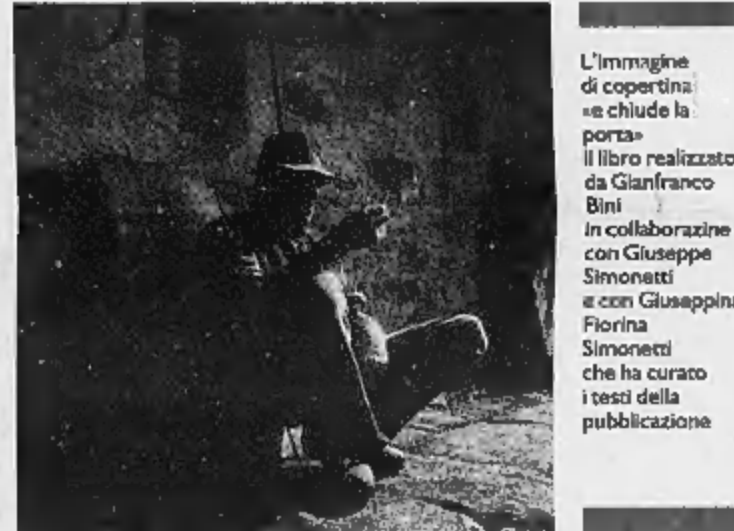 L'immagine
di copertina
«e chiude la
porta»
il libro realizzato
da Gianfranco
Bini
in collaborazine
con Giuseppe
Simonetti
e con Giuseppina
Fiorina
Simonetti
che ha curato
i testi della
pubblicazione